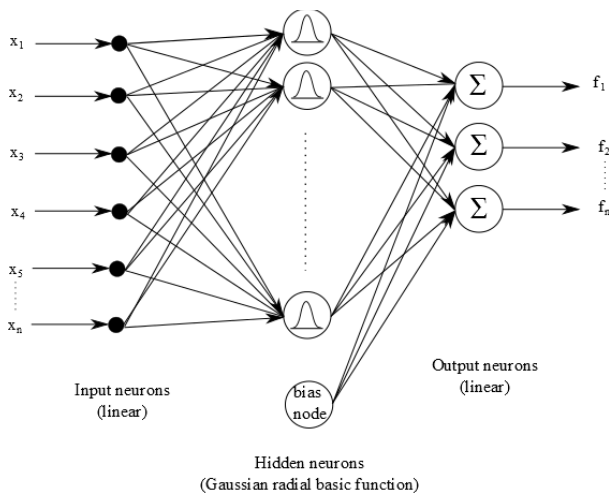 x₁
x₂
x₃
x₄
x₅
xₙ
Σ
Σ
Σ
f₁
f₂
fₙ
Input neurons
(linear)
bias
node
Output neurons
(linear)
Hidden neurons
(Gaussian radial basic function)